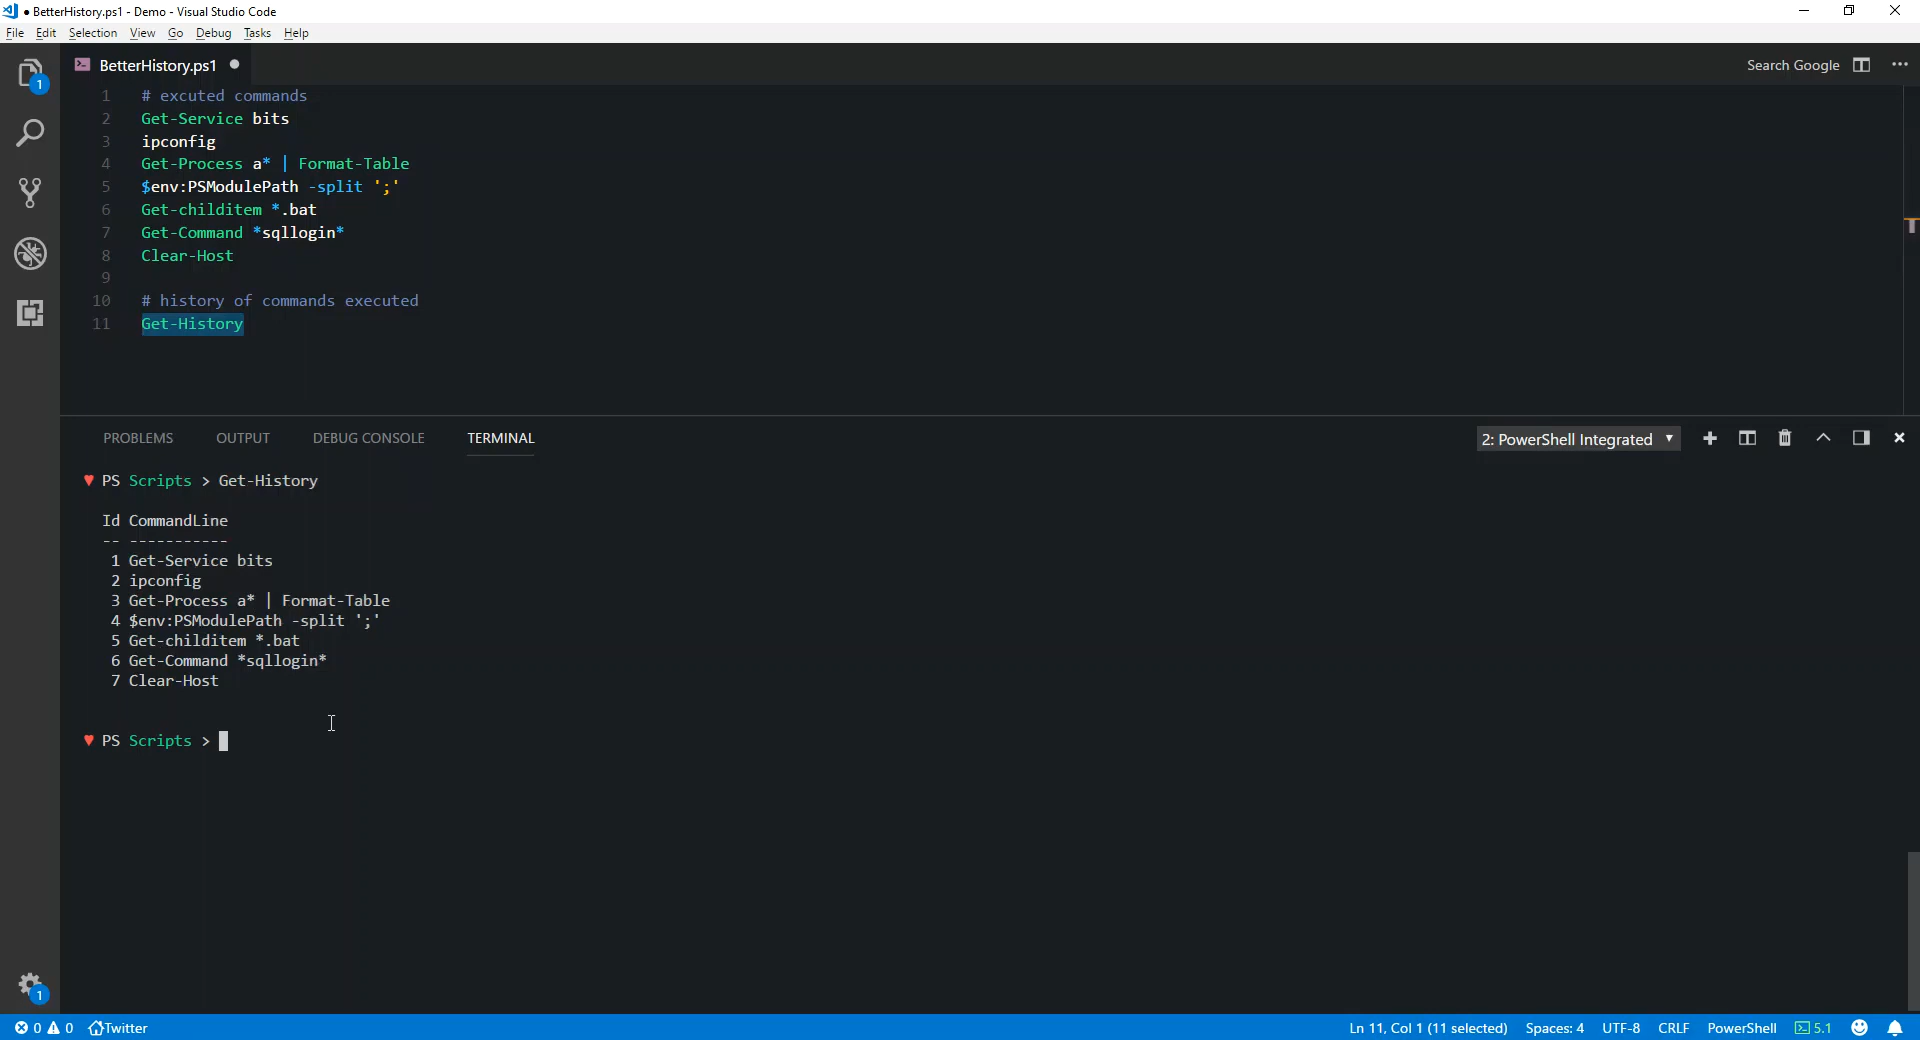 ● BetterHistory.ps1 - Demo - Visual Studio Code
File Edit Selection View Go Debug Tasks Help
BetterHistory.ps1 ● Search Google ...
1 # excuted commands
2 Get-Service bits
3 ipconfig
4 Get-Process a* | Format-Table
5 $env:PSModulePath -split ';'
6 Get-childitem *.bat
7 Get-Command *sqllogin*
8 Clear-Host
9
10 # history of commands executed
11 Get-History
1
PROBLEMS OUTPUT DEBUG CONSOLE TERMINAL 2: PowerShell Integrated
♥ PS Scripts > Get-History
Id CommandLine
-- -----------
1 Get-Service bits
2 ipconfig
3 Get-Process a* | Format-Table
4 $env:PSModulePath -split ';'
5 Get-childitem *.bat
6 Get-Command *sqllogin*
7 Clear-Host
♥ PS Scripts >
1
0 0 Twitter Ln 11, Col 1 (11 selected) Spaces: 4 UTF-8 CRLF PowerShell 5.1